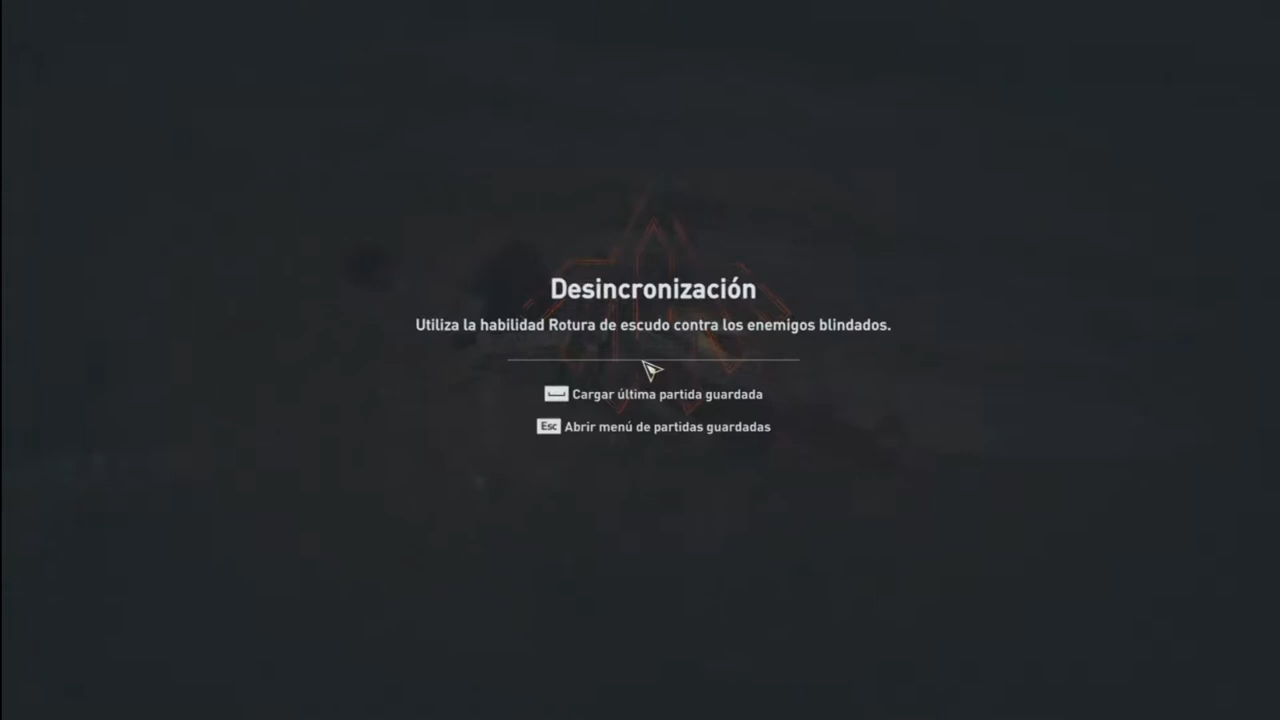 Desincronización
Utiliza la habilidad Rotura de escudo contra los enemigos blindados.
Cargar última partida guardada
Esc Abrir menú de partidas guardadas